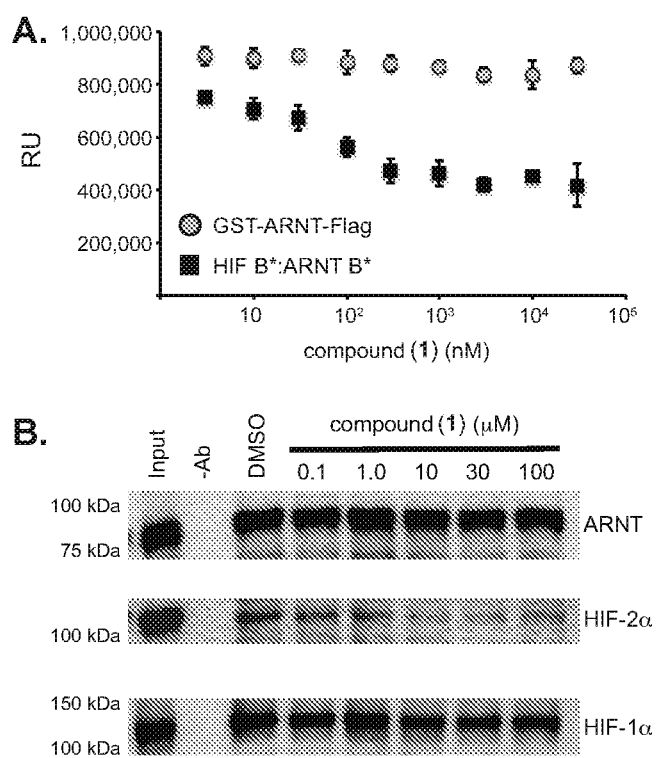 A.
1,000,000
800,000
600,000
400,000
200,000
RU
GST-ARNT-Flag
HIF B*:ARNT B*
10
10²
10³
10⁴
10⁵
compound (1) (nM)
B.
Input
-Ab
DMSO
compound (1) (μM)
0.1 1.0 10 30 100
100 kDa
75 kDa
ARNT
100 kDa
HIF-2α
150 kDa
100 kDa
HIF-1α